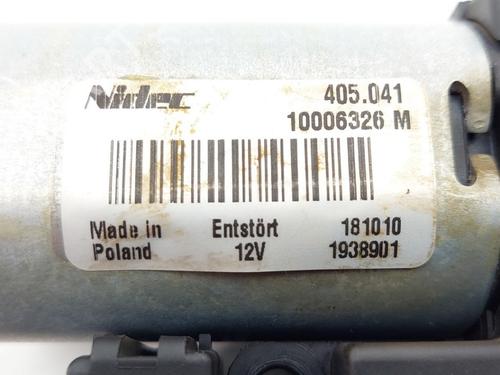 Nidec 405.041
10006326 M
Made in Entstört 181010
Poland 12V 1938901